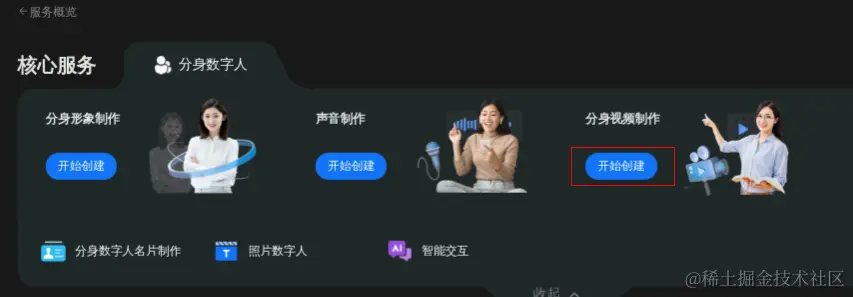 服务概览
核心服务
分身数字人
分身形象制作
声音制作
分身视频制作
开始创建
开始创建
开始创建
分身数字人名片制作
T
照片数字人
AI
智能交互
收起
@稀土掘金技术社区